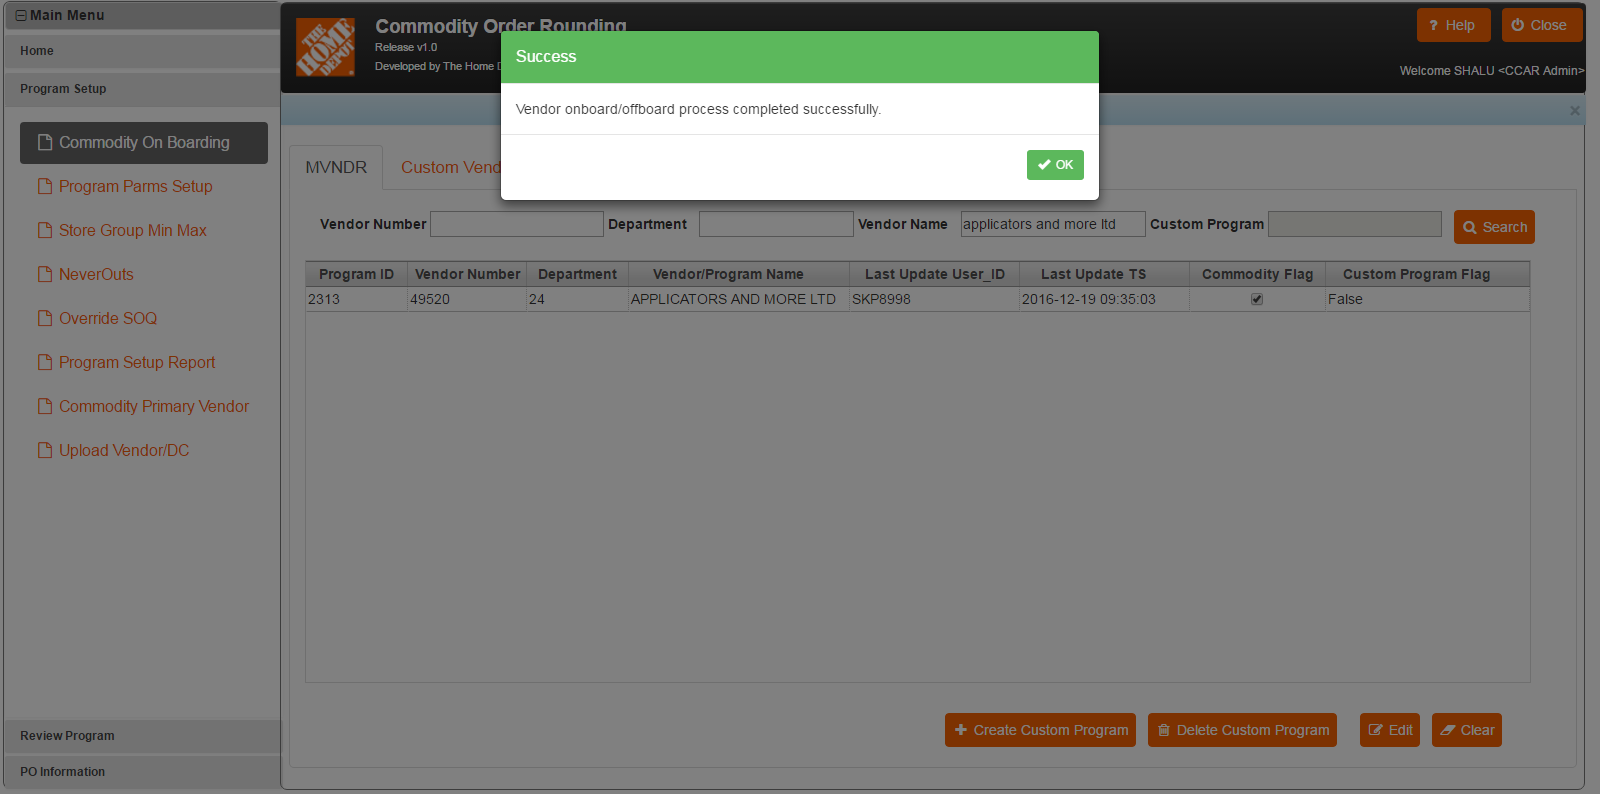 Main Menu
Home
Program Setup
Commodity On Boarding
Program Parms Setup
Store Group Min Max
NeverOuts
Override SOQ
Program Setup Report
Commodity Primary Vendor
Upload Vendor/DC
Review Program
PO Information
THE HOME DEPOT
Commodity Order Rounding
Release v1.0
Developed by The Home D
? Help
Close
Welcome SHALU <CCAR Admin>
×
Success
Vendor onboard/offboard process completed successfully.
OK
MVNDR
Custom Vend
Vendor Number Department Vendor Name applicators and more ltd Custom Program Search
Program ID Vendor Number Department Vendor/Program Name Last Update User_ID Last Update TS Commodity Flag Custom Program Flag
2313 49520 24 APPLICATORS AND MORE LTD SKP8998 2016-12-19 09:35:03 False
Create Custom Program Delete Custom Program Edit Clear